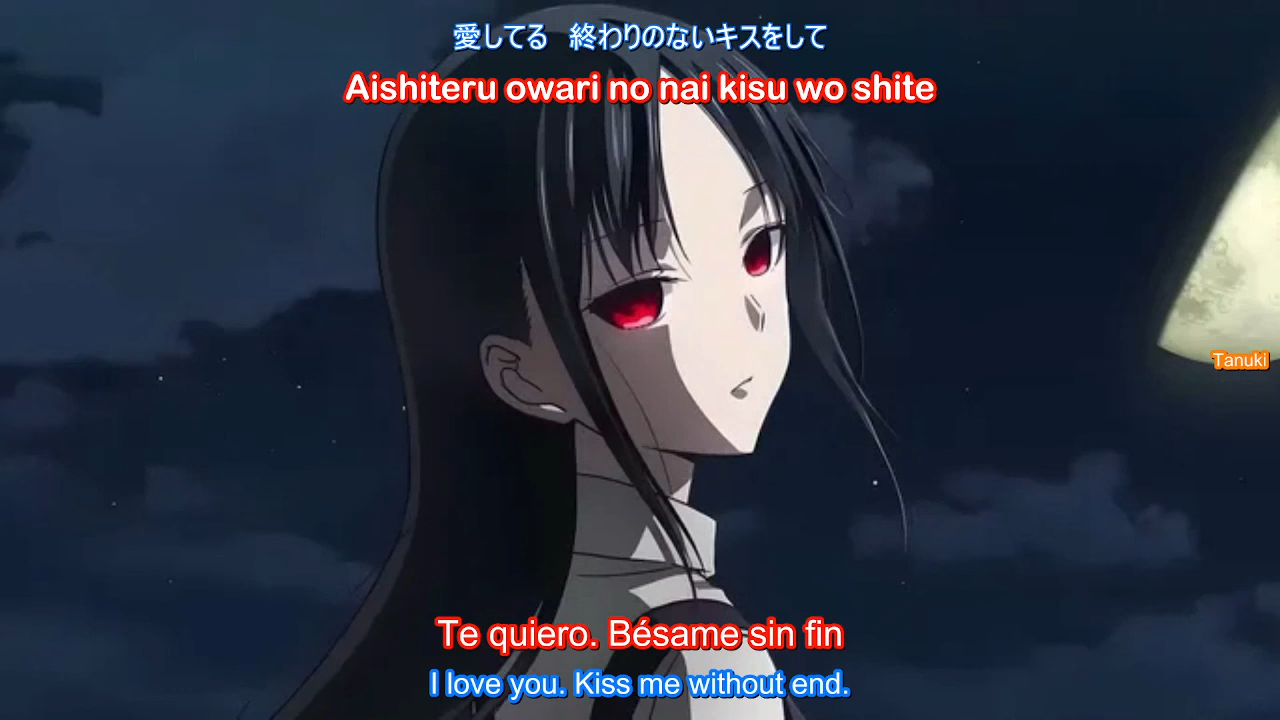 愛してる　終わりのないキスをして
Aishiteru owari no nai kisu wo shite
Tanuki
Te quiero. Bésame sin fin
I love you. Kiss me without end.